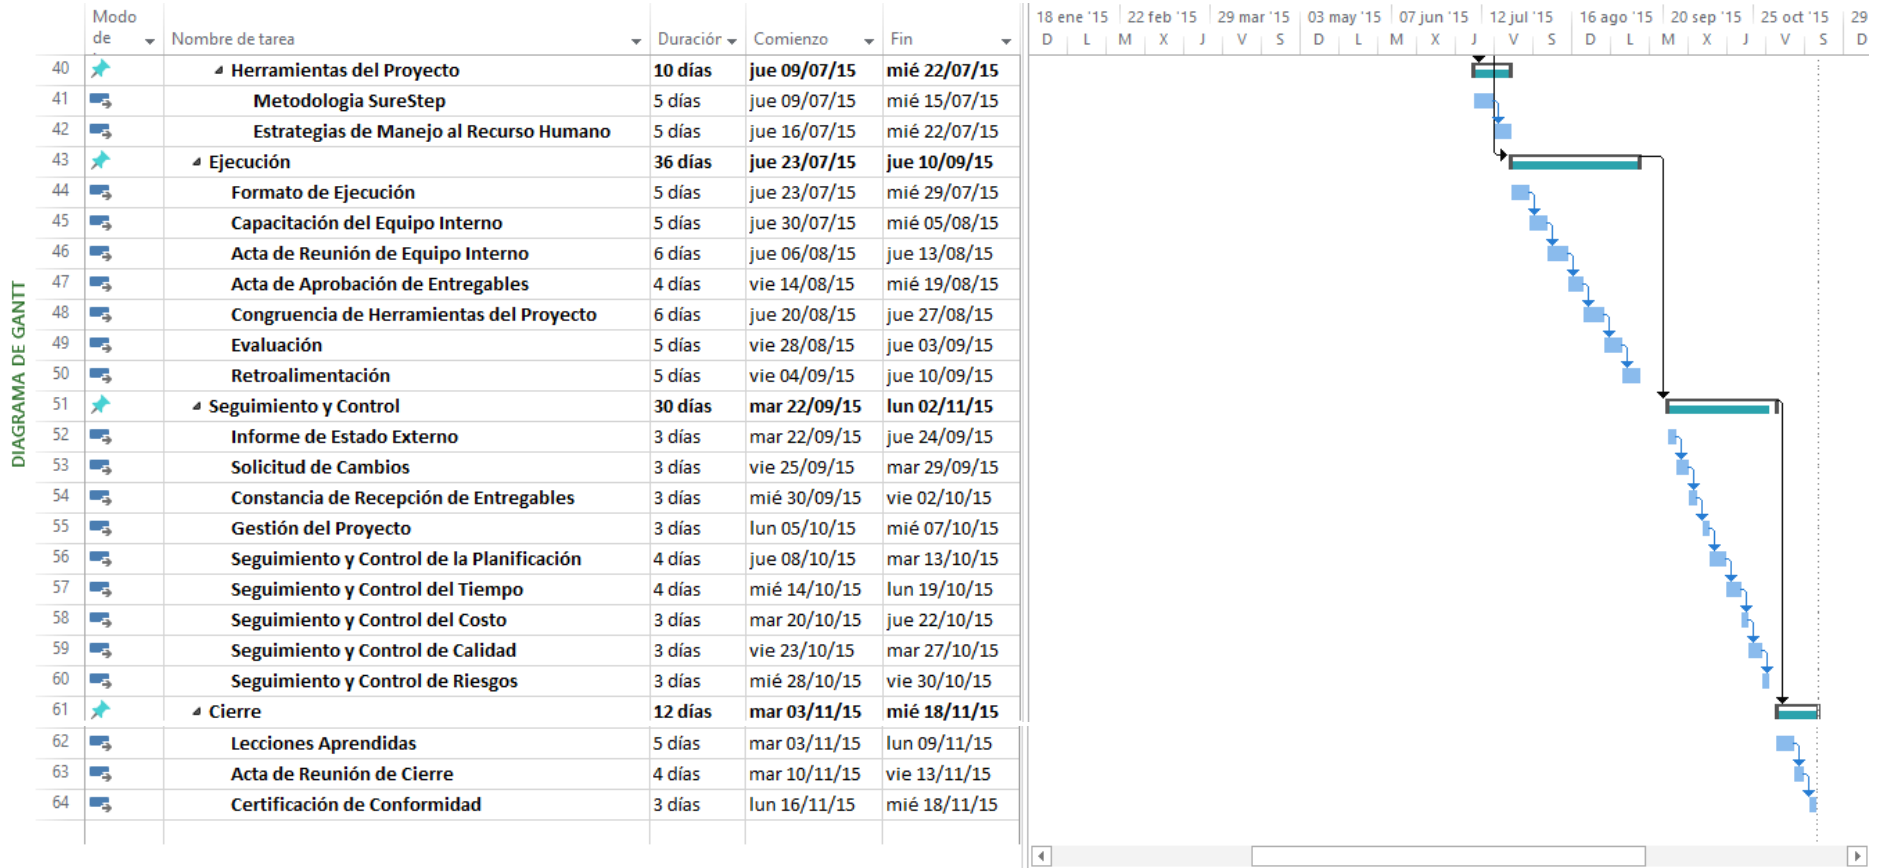 DIAGRAMA DE GANTT
Modo de Nombre de tarea Duración Comienzo Fin
18 ene '15 22 feb '15 29 mar '15 03 may '15 07 jun '15 12 jul '15 16 ago '15 20 sep '15 25 oct '15 29
D L M X J V S D L M X J V S D L M X J V S D
40 Herramientas del Proyecto 10 días jue 09/07/15 mié 22/07/15
41 Metodologia SureStep 5 días jue 09/07/15 mié 15/07/15
42 Estrategias de Manejo al Recurso Humano 5 días jue 16/07/15 mié 22/07/15
43 Ejecución 36 días jue 23/07/15 jue 10/09/15
44 Formato de Ejecución 5 días jue 23/07/15 mié 29/07/15
45 Capacitación del Equipo Interno 5 días jue 30/07/15 mié 05/08/15
46 Acta de Reunión de Equipo Interno 6 días jue 06/08/15 jue 13/08/15
47 Acta de Aprobación de Entregables 4 días vie 14/08/15 mié 19/08/15
48 Congruencia de Herramientas del Proyecto 6 días jue 20/08/15 jue 27/08/15
49 Evaluación 5 días vie 28/08/15 jue 03/09/15
50 Retroalimentación 5 días vie 04/09/15 jue 10/09/15
51 Seguimiento y Control 30 días mar 22/09/15 lun 02/11/15
52 Informe de Estado Externo 3 días mar 22/09/15 jue 24/09/15
53 Solicitud de Cambios 3 días vie 25/09/15 mar 29/09/15
54 Constancia de Recepción de Entregables 3 días mié 30/09/15 vie 02/10/15
55 Gestión del Proyecto 3 días lun 05/10/15 mié 07/10/15
56 Seguimiento y Control de la Planificación 4 días jue 08/10/15 mar 13/10/15
57 Seguimiento y Control del Tiempo 4 días mié 14/10/15 lun 19/10/15
58 Seguimiento y Control del Costo 3 días mar 20/10/15 jue 22/10/15
59 Seguimiento y Control de Calidad 3 días vie 23/10/15 mar 27/10/15
60 Seguimiento y Control de Riesgos 3 días mié 28/10/15 vie 30/10/15
61 Cierre 12 días mar 03/11/15 mié 18/11/15
62 Lecciones Aprendidas 5 días mar 03/11/15 lun 09/11/15
63 Acta de Reunión de Cierre 4 días mar 10/11/15 vie 13/11/15
64 Certificación de Conformidad 3 días lun 16/11/15 mié 18/11/15